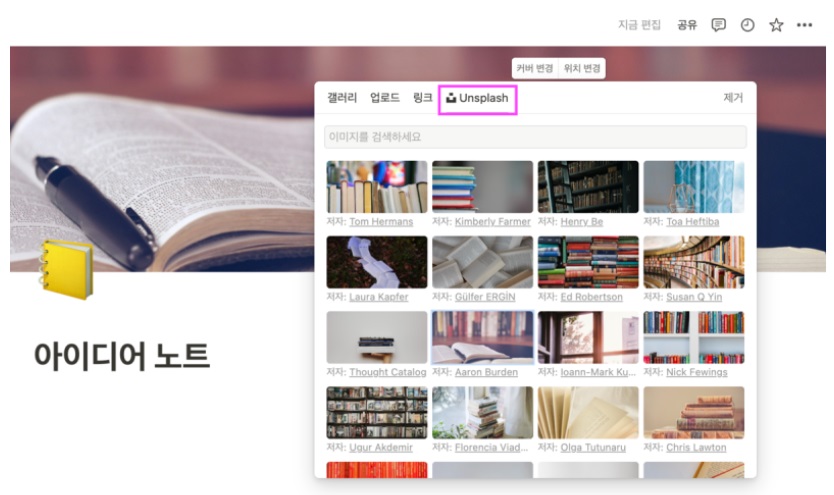 지금 편집 공유
커버 변경 위치 변경
갤러리 업로드 링크 Unsplash 제거
이미지를 검색하세요
저자: Tom Hermans 저자: Kimberly Farmer 저자: Henry Be 저자: Toa Heftiba
저자: Laura Kapfer 저자: Gülfer ERGİN 저자: Ed Robertson 저자: Susan Q Yin
아이디어 노트
저자: Thought Catalog 저자: Aaron Burden 저자: Ioann-Mark Ku... 저자: Nick Fewings
저자: Ugur Akdemir 저자: Florencia Viad... 저자: Olga Tutunaru 저자: Chris Lawton